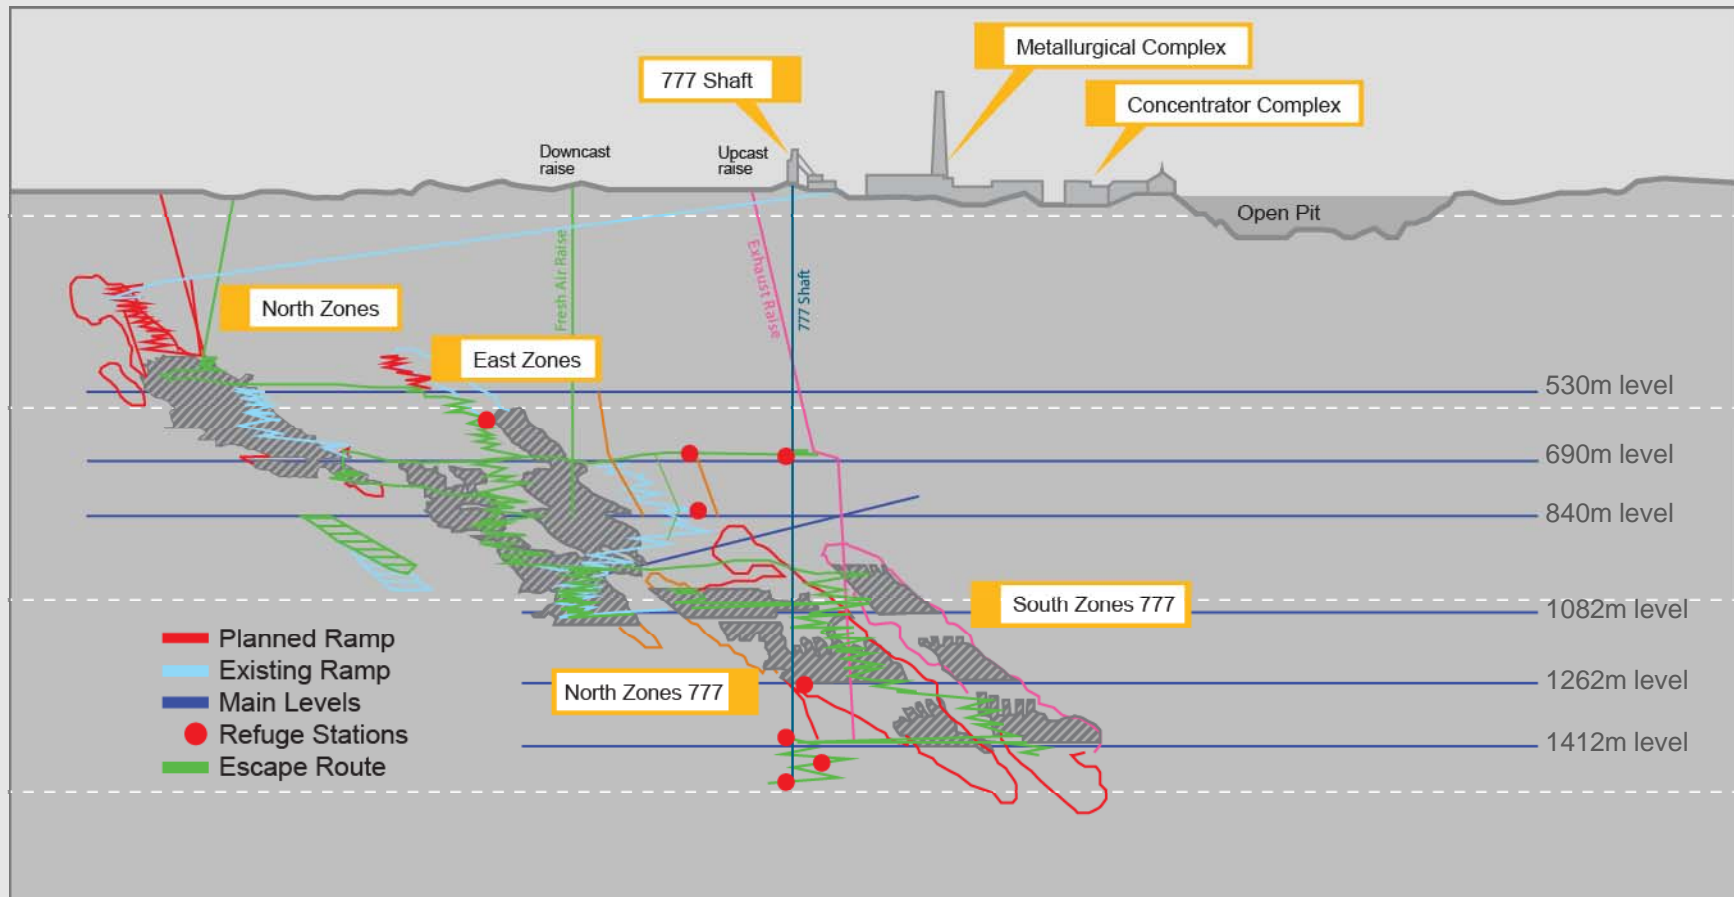 Metallurgical Complex
777 Shaft
Concentrator Complex
Downcast
raise
Upcast
raise
Open Pit
Fresh Air Raise
Exhaust Raise
777 Shaft
North Zones
East Zones
530m level
690m level
840m level
South Zones 777
1082m level
Planned Ramp
Existing Ramp
North Zones 777
1262m level
Main Levels
Refuge Stations
1412m level
Escape Route